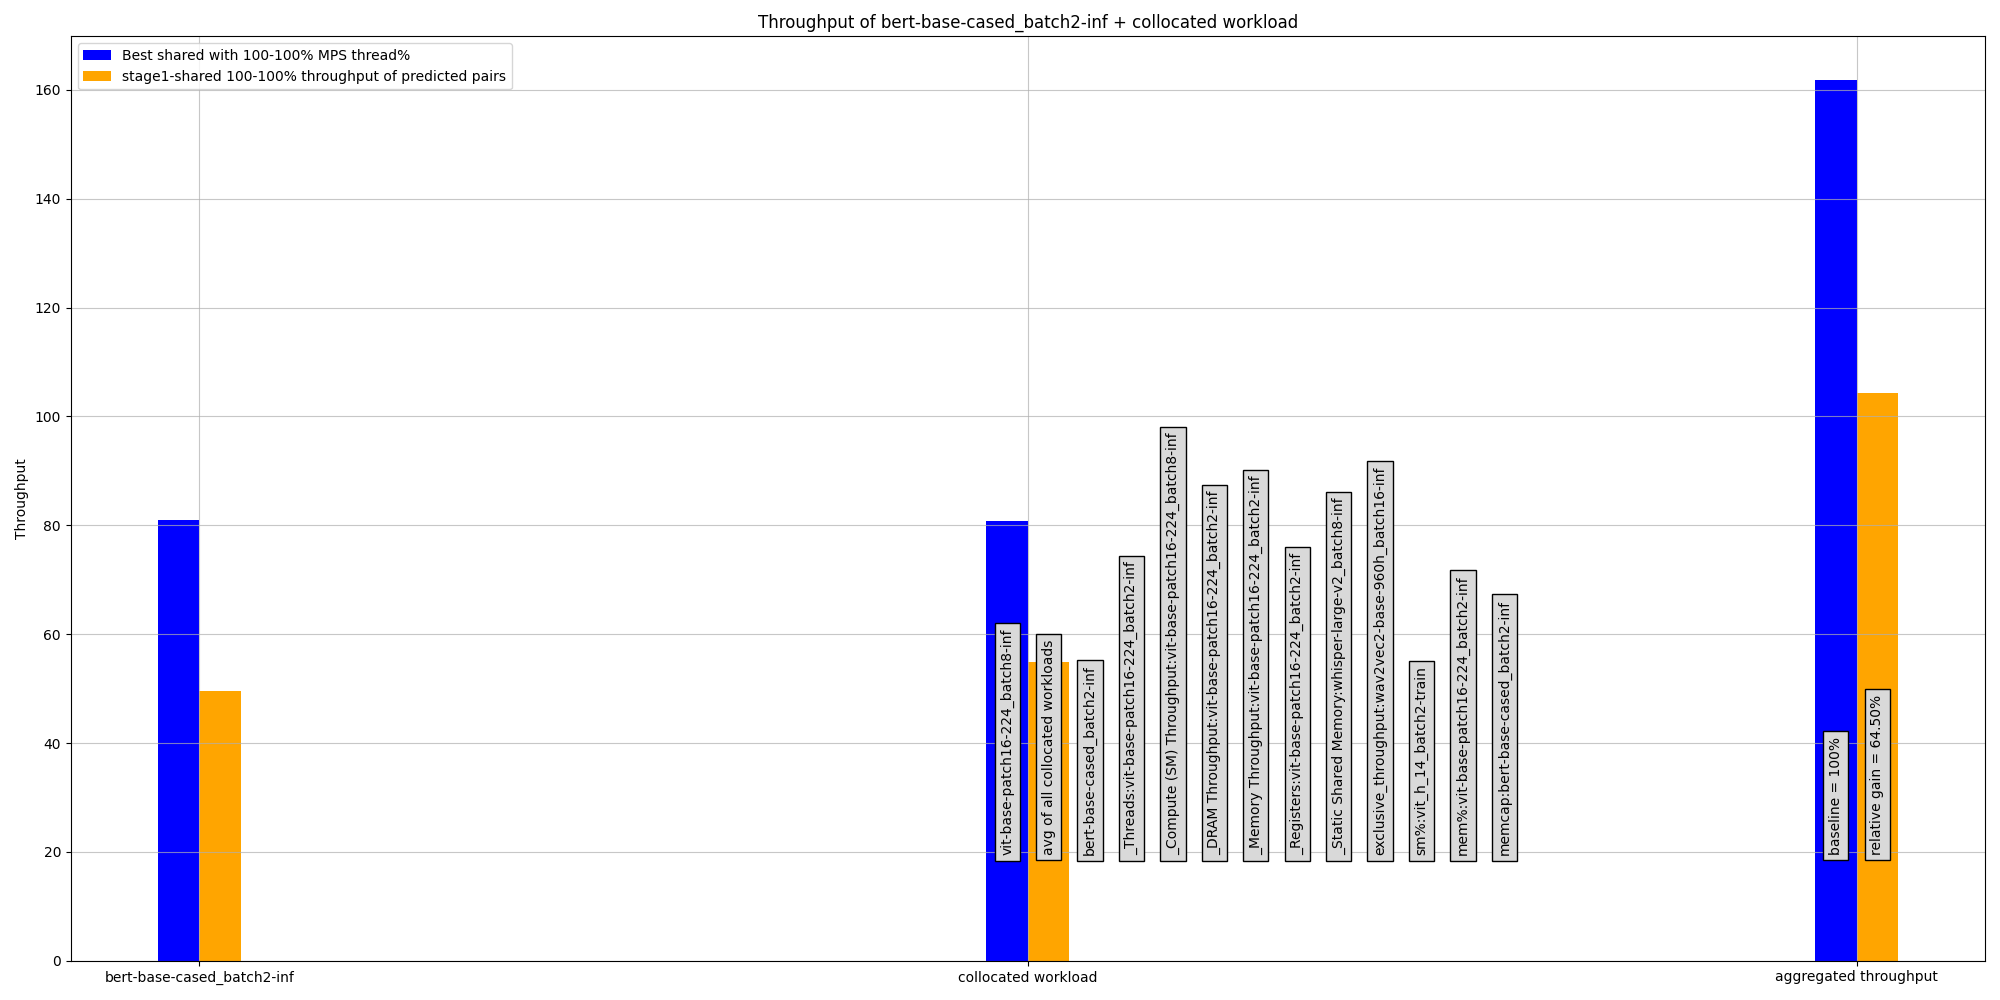 Throughput of bert-base-cased_batch2-inf + collocated workload
Best shared with 100-100% MPS thread%
stage1-shared 100-100% throughput of predicted pairs
Throughput
160
140
120
100
80
60
40
20
0
vit-base-patch16-224_batch8-inf
avg of all collocated workloads
bert-base-cased_batch2-inf
_Threads:vit-base-patch16-224_batch2-inf
_Compute (SM) Throughput:vit-base-patch16-224_batch8-inf
_DRAM Throughput:vit-base-patch16-224_batch2-inf
_Memory Throughput:vit-base-patch16-224_batch2-inf
_Registers:vit-base-patch16-224_batch2-inf
_Static Shared Memory:whisper-large-v2_batch8-inf
exclusive_throughput:wav2vec2-base-960h_batch16-inf
sm%:vit_h_14_batch2-train
mem%:vit-base-patch16-224_batch2-inf
memcap:bert-base-cased_batch2-inf
baseline = 100%
relative gain = 64.50%
bert-base-cased_batch2-inf
collocated workload
aggregated throughput